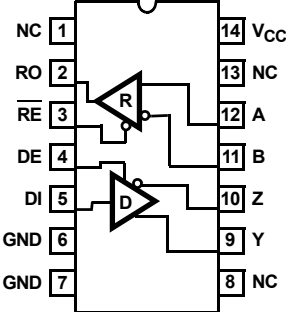 NC 1 14 VCC
RO 2 13 NC
R
RE 3 12 A
DE 4 11 B
DI 5 D 10 Z
GND 6 9 Y
GND 7 8 NC